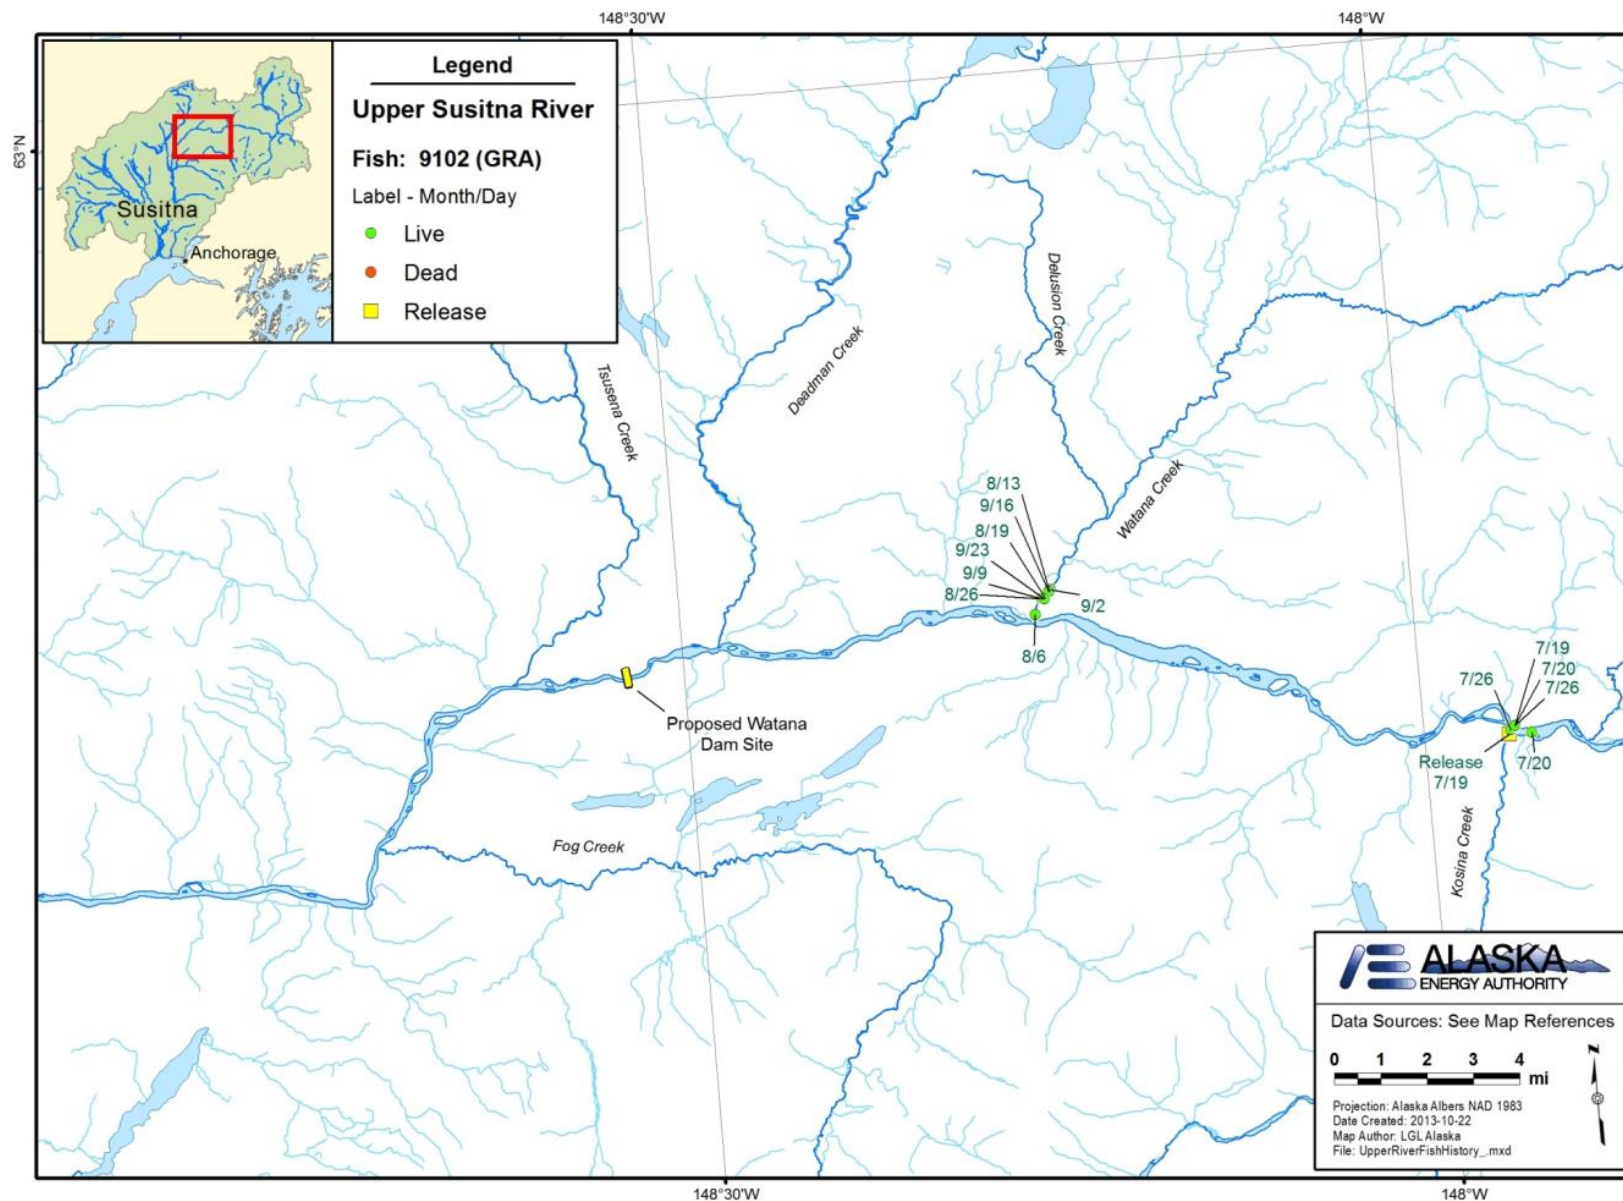 148°30'W
148°W
63°N
Legend
Upper Susitna River
Fish: 9102 (GRA)
Label - Month/Day
Live
Dead
Release
Susitna
Anchorage
Tsusena Creek
Deadman Creek
Delusion Creek
Watana Creek
8/13
9/16
8/19
9/23
9/9
8/26
9/2
8/6
7/19
7/20
7/26
7/26
Release
7/19
7/20
Proposed Watana
Dam Site
Fog Creek
Kosina Creek
ALASKA
ENERGY AUTHORITY
Data Sources: See Map References
0 1 2 3 4
mi
N
Projection: Alaska Albers NAD 1983
Date Created: 2013-10-22
Map Author: LGL Alaska
File: UpperRiverFishHistory_.mxd
148°30'W
148°W